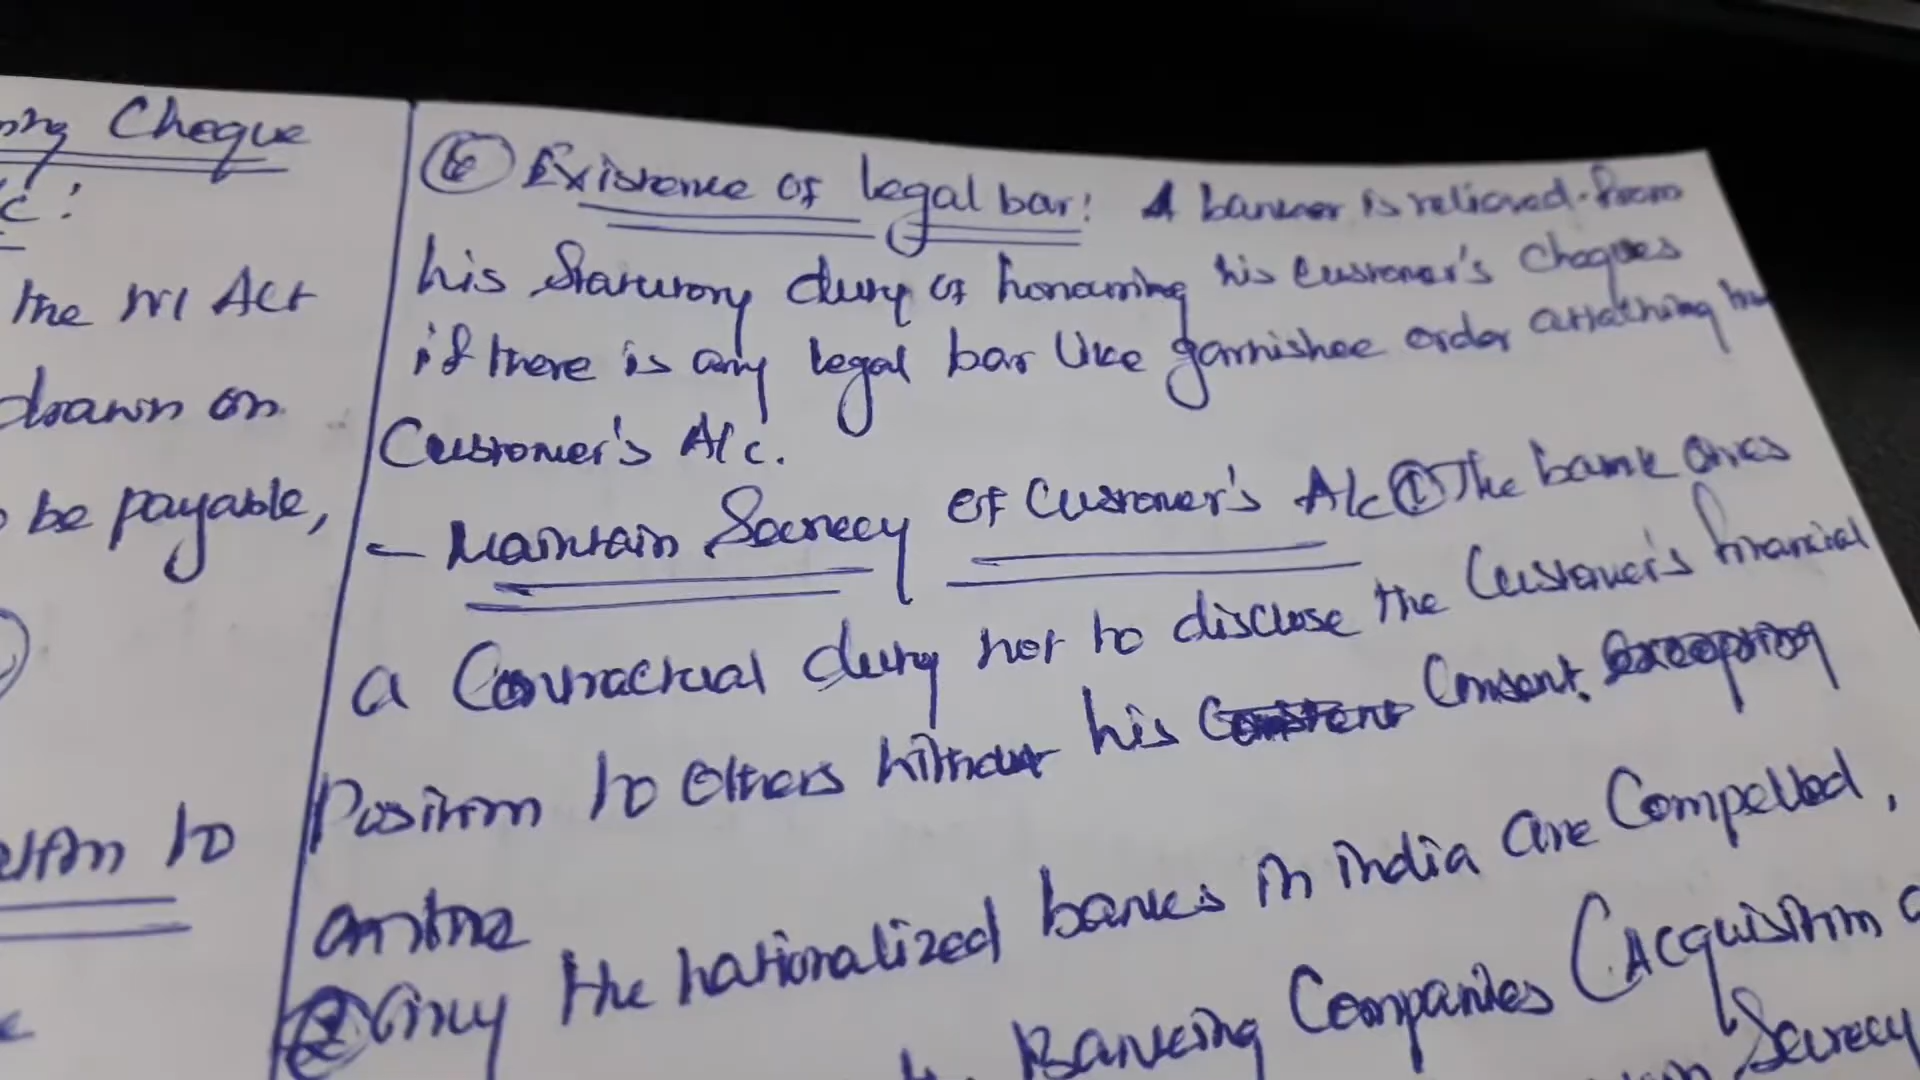 Cheque
c:
the NI Act
drawn on
be payable,
to
⑥ Existence of legal bar: A banker is relieved from
his Statutory duty of honouring his customer's cheques
if there is any legal bar like garnishee order attaching
Customer's A/c.
- Maintain Secrecy of Customer's A/c ① The bank owes
a Contractual duty not to disclose the Customer's financial
Position to others without his Consent.
② Only the nationalized banks in india are Compelled,
Banking Companies (Acquisition
Secrecy